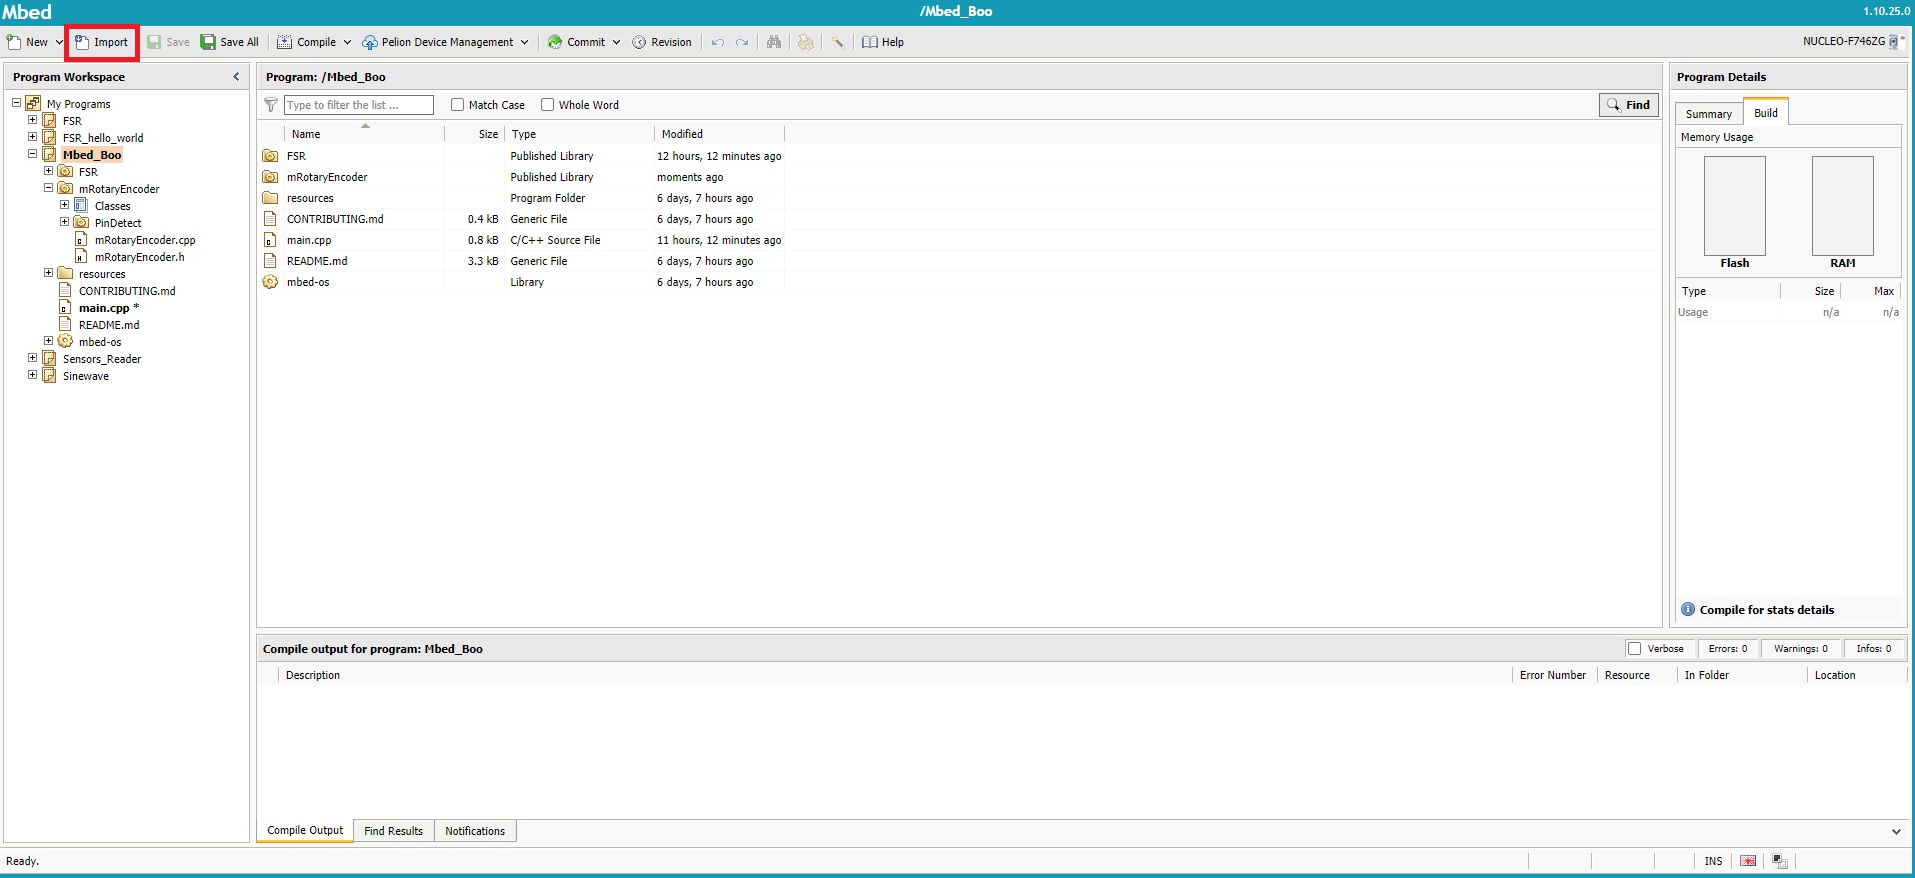 Mbed /Mbed_Boo 1.10.25.0
New Import Save Save All Compile Pelion Device Management Commit Revision Help NUCLEO-F746ZG
Program Workspace
My Programs
FSR
FSR_hello_world
Mbed_Boo
FSR
mRotaryEncoder
Classes
PinDetect
mRotaryEncoder.cpp
mRotaryEncoder.h
resources
CONTRIBUTING.md
main.cpp *
README.md
mbed-os
Sensors_Reader
Sinewave
Program: /Mbed_Boo
Type to filter the list ... Match Case Whole Word Find
Name Size Type Modified
FSR Published Library 12 hours, 12 minutes ago
mRotaryEncoder Published Library moments ago
resources Program Folder 6 days, 7 hours ago
CONTRIBUTING.md 0.4 kB Generic File 6 days, 7 hours ago
main.cpp 0.8 kB C/C++ Source File 11 hours, 12 minutes ago
README.md 3.3 kB Generic File 6 days, 7 hours ago
mbed-os Library 6 days, 7 hours ago
Program Details
Summary Build
Memory Usage
Flash RAM
Type Size Max
Usage n/a n/a
Compile for stats details
Compile output for program: Mbed_Boo Verbose Errors: 0 Warnings: 0 Infos: 0
Description Error Number Resource In Folder Location
Compile Output Find Results Notifications
Ready. INS